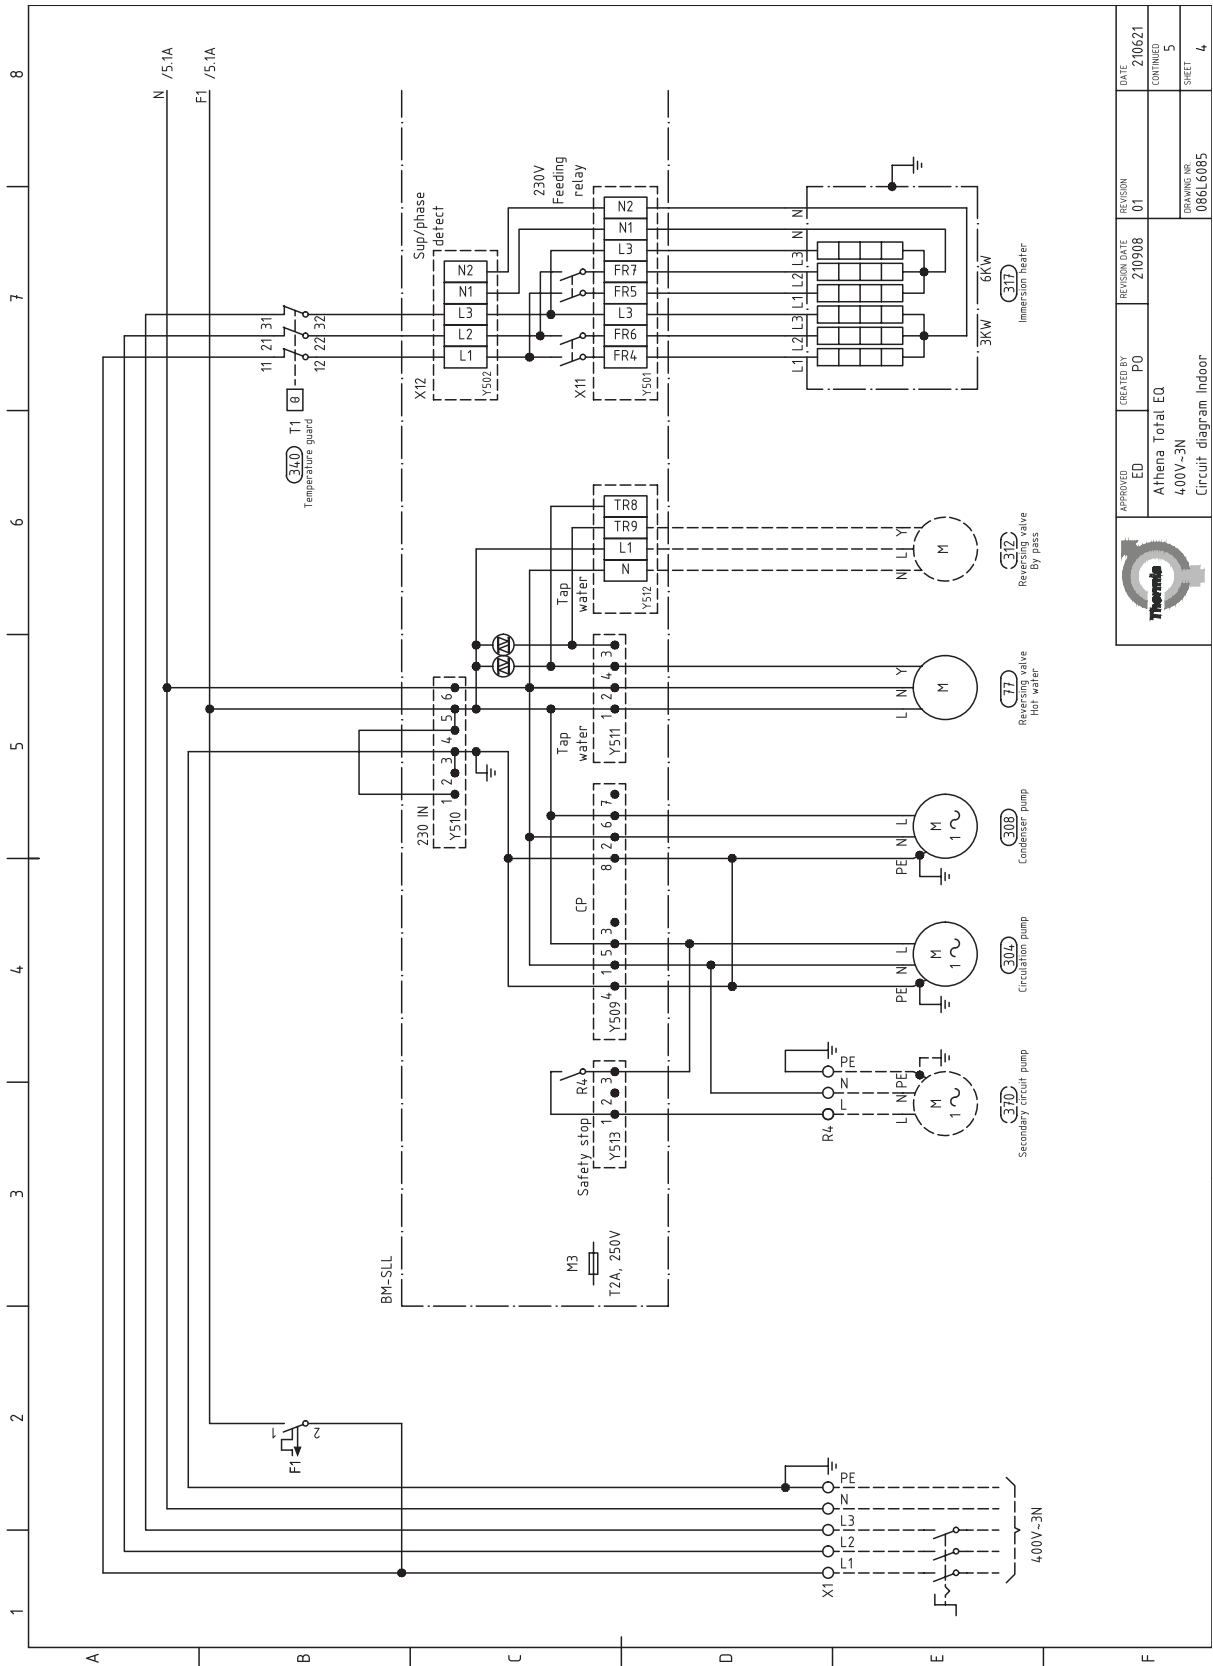 1
2
3
4
5
6
7
8
A
B
C
D
E
F
N /5.1A
F1 /5.1A
11 21 31
12 22 32
340 T1 θ
Temperature guard
Sup/phase
detect
X12
L1
L2
L3
N1
N2
Y502
230V
Feeding
relay
X11
FR4
FR6
L3
FR5
FR7
L3
N1
N2
Y501
L1 L2 L3 L1 L2 L3 N N
3KW
6KW
317
Immersion heater
Tap
water
N
L1
TR9
TR8
Y512
N L Y
M
312
Reversing valve
By pass
230 IN
1 2 3 4 5 6
Y510
Tap
water
1 2 4 3
Y511
L N Y
M
77
Reversing valve
Hot water
CP
4 1 5 3
8 2 6 7
Y509
PE N L
M
1
308
Condenser pump
PE N L
M
1
304
Circulation pump
Safety stop
R4
1 2 3
Y513
R4
L
N
PE
L N PE
M
1
370
Secondary circuit pump
BM-SLL
M3
T2A, 250V
F1
1
2
X1
L1
L2
L3
N
PE
400V~3N
Thermia
APPROVED
ED
CREATED BY
PO
REVISION DATE
210908
REVISION
01
DATE
210621
Athena Total EQ
400V~3N
Circuit diagram Indoor
DRAWING NR.
086L6085
CONTINUED
5
SHEET
4